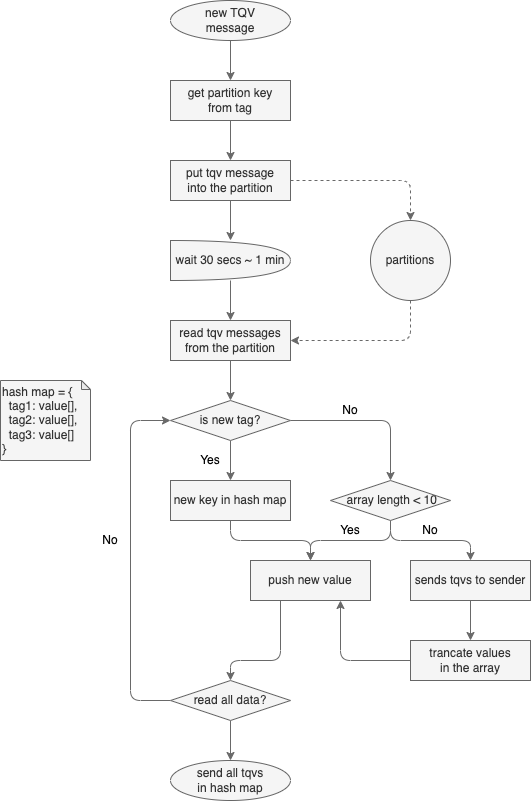 new TQV
message
get partition key
from tag
put tqv message
into the partition
wait 30 secs ~ 1 min
partitions
read tqv messages
from the partition
hash map = {
tag1: value[],
tag2: value[],
tag3: value[]
}
is new tag?
No
Yes
new key in hash map
array length < 10
Yes
No
No
push new value
sends tqvs to sender
trancate values
in the array
read all data?
send all tqvs
in hash map